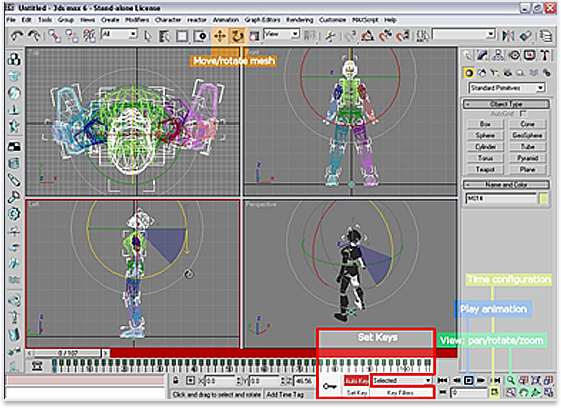 Untitled - 3ds max 6 - Stand-alone License
File Edit Tools Group Views Create Modifiers Character reactor Animation Graph Editors Rendering Customize MAXScript Help
All
View
Move/rotate mesh
Top
Front
Left
Perspective
Standard Primitives
Object Type
AutoGrid
Box Cone
Sphere GeoSphere
Cylinder Tube
Torus Pyramid
Teapot Plane
Name and Color
Time configuration
Play animation
View: pan/rotate/zoom
Set Keys
0 / 107
X: 0.0 Y: 0.0 Z: 46.56
Auto Key Selected
Click and drag to select and rotate Add Time Tag
Set Key Key Filters...
0